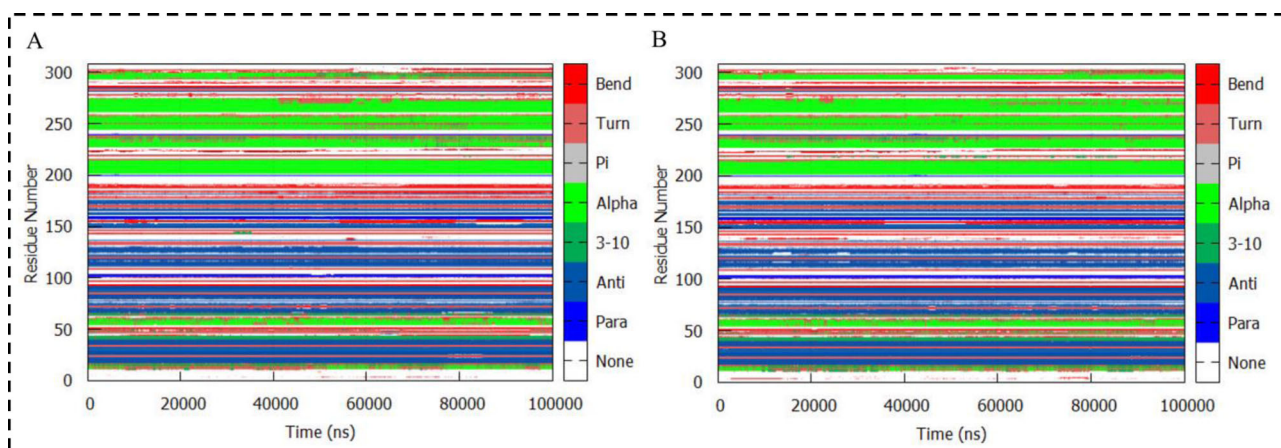 A
Residue Number
300
250
200
150
100
50
0
0 20000 40000 60000 80000 100000
Time (ns)
Bend
Turn
Pi
Alpha
3-10
Anti
Para
None
B
Residue Number
300
250
200
150
100
50
0
0 20000 40000 60000 80000 100000
Time (ns)
Bend
Turn
Pi
Alpha
3-10
Anti
Para
None